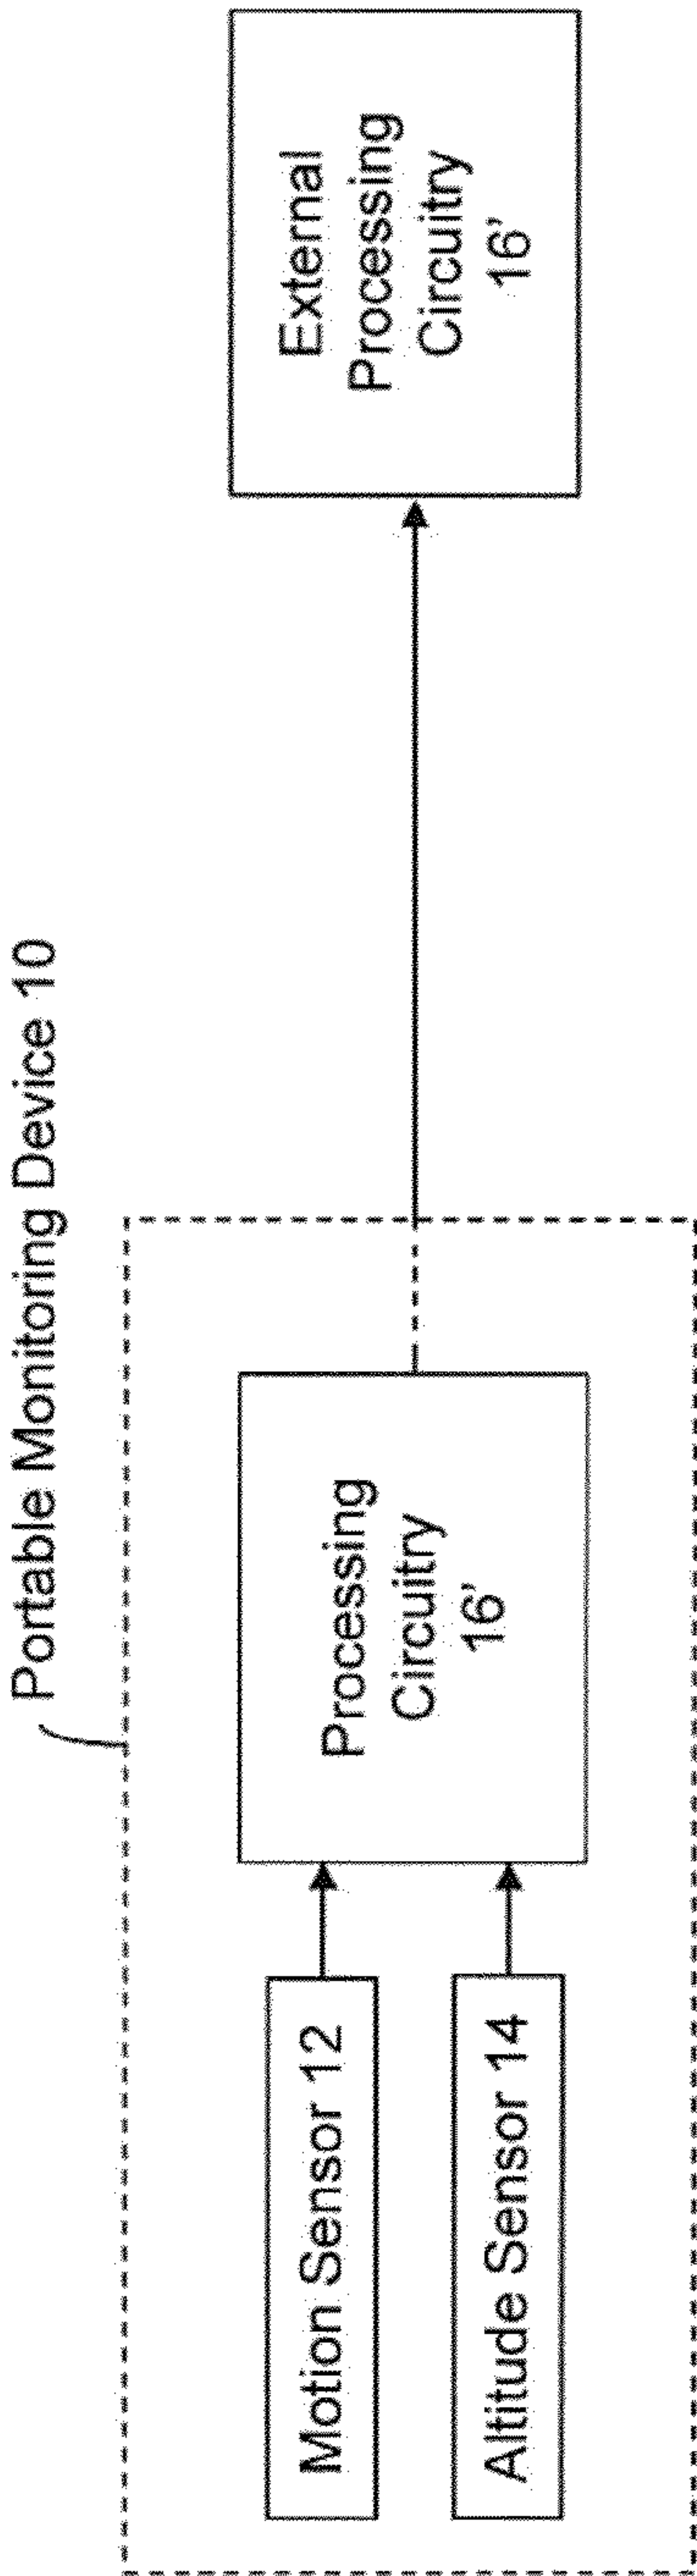 Portable Monitoring Device 10
Motion Sensor 12
Altitude Sensor 14
Processing
Circuitry
16'
External
Processing
Circuitry
16'